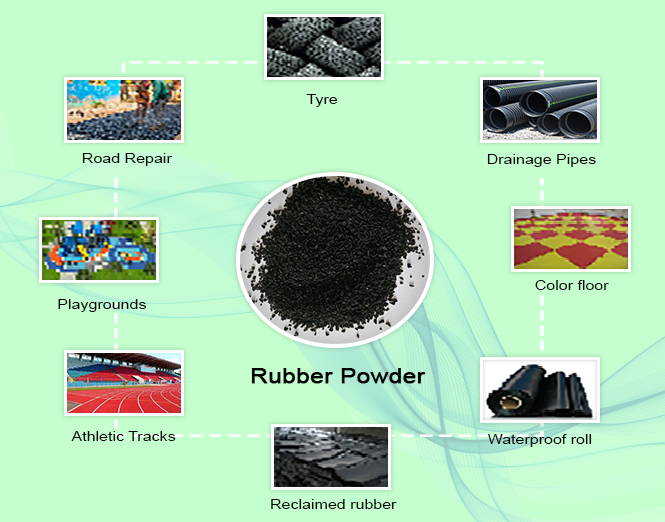 Tyre
Road Repair
Drainage Pipes
Color floor
Playgrounds
Rubber Powder
Athletic Tracks
Waterproof roll
Reclaimed rubber